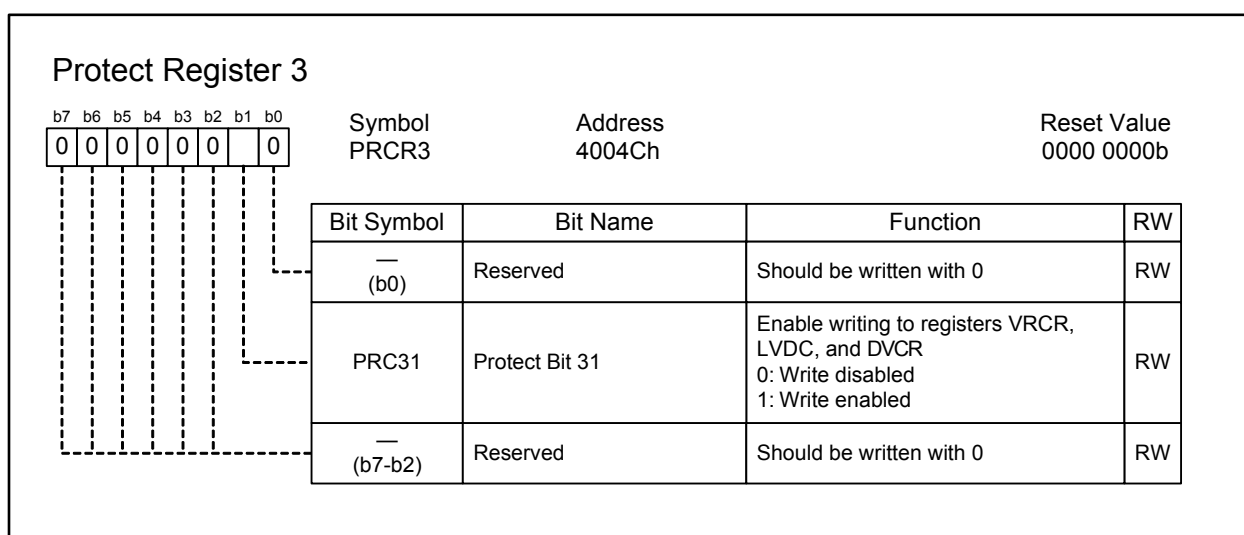 Protect Register 3
b7 b6 b5 b4 b3 b2 b1 b0
0 0 0 0 0 0 0
Symbol Address Reset Value
PRCR3 4004Ch 0000 0000b
Bit Symbol Bit Name Function RW
—
(b0) Reserved Should be written with 0 RW
PRC31 Protect Bit 31 Enable writing to registers VRCR,
LVDC, and DVCR
0: Write disabled
1: Write enabled RW
—
(b7-b2) Reserved Should be written with 0 RW